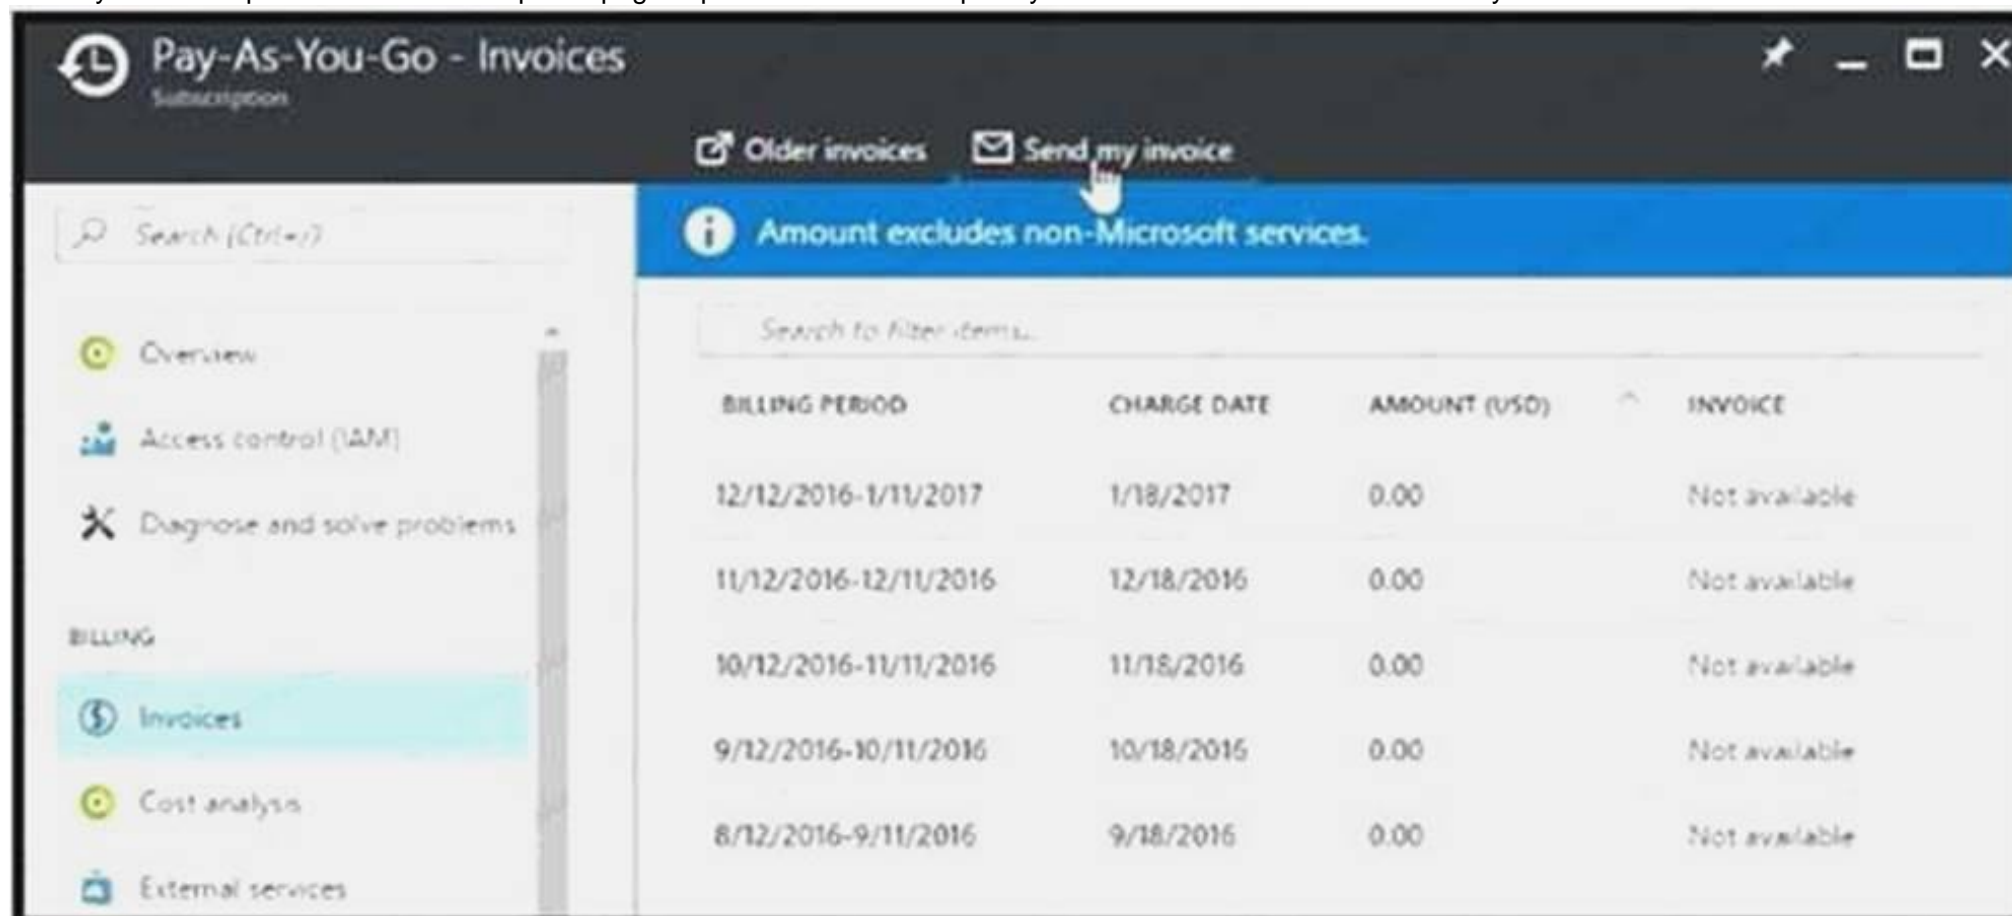 Pay-As-You-Go - Invoices
Subscription
Older invoices Send my invoice
Search (Ctrl+/)
Amount excludes non-Microsoft services.
Search to filter items...
Overview
Access control (IAM)
Diagnose and solve problems
BILLING
Invoices
Cost analysis
External services
BILLING PERIOD CHARGE DATE AMOUNT (USD) INVOICE
12/12/2016-1/11/2017 1/18/2017 0.00 Not available
11/12/2016-12/11/2016 12/18/2016 0.00 Not available
10/12/2016-11/11/2016 11/18/2016 0.00 Not available
9/12/2016-10/11/2016 10/18/2016 0.00 Not available
8/12/2016-9/11/2016 9/18/2016 0.00 Not available